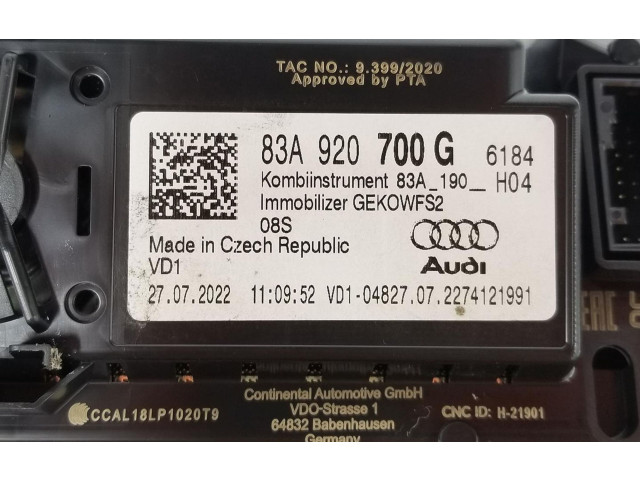 TAC NO.: 9.399/2020
Approved by PTA
83A 920 700 G 6184
Kombiinstrument 83A_190__ H04
Immobilizer GEKOWFS2
08S
Made in Czech Republic
VD1
Audi
27.07.2022 11:09:52 VD1-04827.07.2274121991
EAC
CCAL18LP1020T9
Continental Automotive GmbH
VDO-Strasse 1
64832 Babenhausen
Germany
CNC ID: H-21901